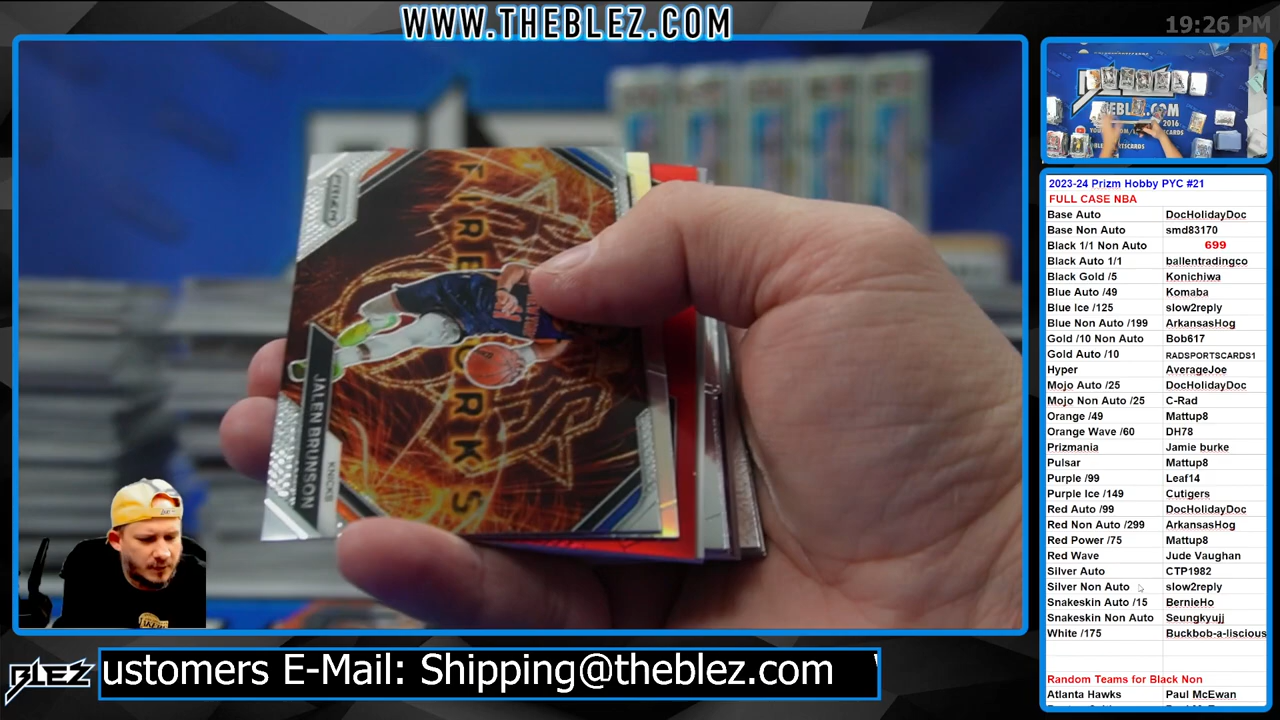 WWW.THEBLEZ.COM
19:26 PM
PRIZM
FIREWORKS
JALEN BRUNSON
KNICKS
2023-24 Prizm Hobby PYC #21
FULL CASE NBA
Base Auto DocHolidayDoc
Base Non Auto smd83170
Black 1/1 Non Auto 699
Black Auto 1/1 ballentradingco
Black Gold /5 Konichiwa
Blue Auto /49 Komaba
Blue Ice /125 slow2reply
Blue Non Auto /199 ArkansasHog
Gold /10 Non Auto Bob617
Gold Auto /10 RADSPORTSCARDS1
Hyper AverageJoe
Mojo Auto /25 DocHolidayDoc
Mojo Non Auto /25 C-Rad
Orange /49 Mattup8
Orange Wave /60 DH78
Prizmania Jamie burke
Pulsar Mattup8
Purple /99 Leaf14
Purple Ice /149 Cutigers
Red Auto /99 DocHolidayDoc
Red Non Auto /299 ArkansasHog
Red Power /75 Mattup8
Red Wave Jude Vaughan
Silver Auto CTP1982
Silver Non Auto slow2reply
Snakeskin Auto /15 BernieHo
Snakeskin Non Auto Seungkyujj
White /175 Buckbob-a-liscious
Random Teams for Black Non
Atlanta Hawks Paul McEwan
BLEZ
ustomers E-Mail: Shipping@theblez.com